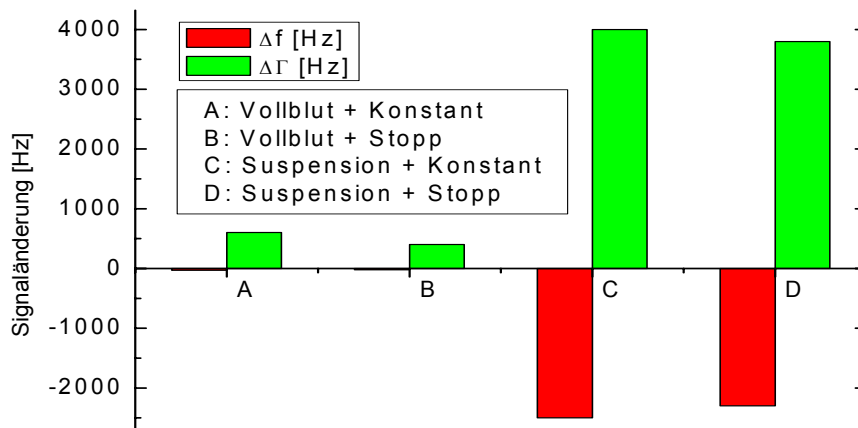 4000
3000
2000
1000
0
-1000
-2000
Signaländerung [Hz]
Δf [Hz]
ΔΓ [Hz]
A: Vollblut + Konstant
B: Vollblut + Stopp
C: Suspension + Konstant
D: Suspension + Stopp
A B C D